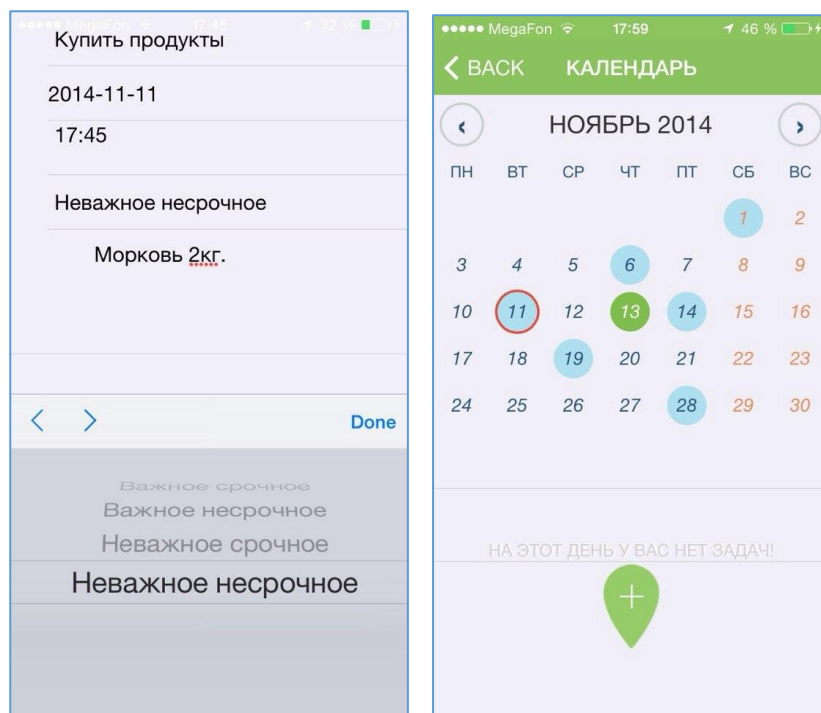 MegaFon 17:45 32 %
Купить продукты
2014-11-11
17:45
Неважное несрочное
Морковь 2кг.
Done
Важное срочное
Важное несрочное
Неважное срочное
Неважное несрочное
MegaFon 17:59 46 %
BACK КАЛЕНДАРЬ
НОЯБРЬ 2014
ПН ВТ СР ЧТ ПТ СБ ВС
1 2
3 4 5 6 7 8 9
10 11 12 13 14 15 16
17 18 19 20 21 22 23
24 25 26 27 28 29 30
НА ЭТОТ ДЕНЬ У ВАС НЕТ ЗАДАЧ!